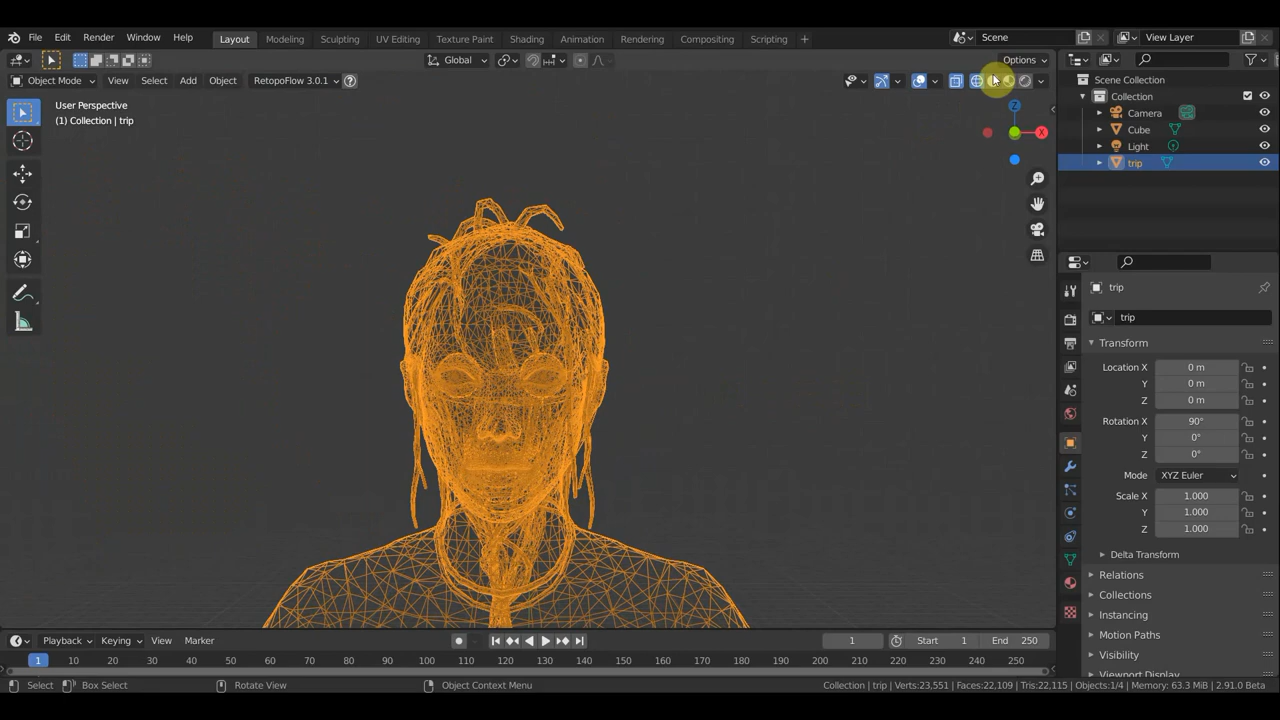 File Edit Render Window Help Layout Modeling Sculpting UV Editing Texture Paint Shading Animation Rendering Compositing Scripting + Scene View Layer
Global Options
Object Mode View Select Add Object RetopoFlow 3.0.1
User Perspective
(1) Collection | trip
Z
X
Scene Collection
Collection
Camera
Cube
Light
trip
trip
trip
Transform
Location X 0 m
Y 0 m
Z 0 m
Rotation X 90°
Y 0°
Z 0°
Mode XYZ Euler
Scale X 1.000
Y 1.000
Z 1.000
Delta Transform
Relations
Collections
Instancing
Motion Paths
Visibility
Viewport Display
Playback Keying View Marker 1 Start 1 End 250
1 10 20 30 40 50 60 70 80 90 100 110 120 130 140 150 160 170 180 190 200 210 220 230 240 250
Select Box Select Rotate View Object Context Menu Collection | trip | Verts:23,551 | Faces:22,109 | Tris:22,115 | Objects:1/4 | Memory: 63.3 MiB | 2.91.0 Beta